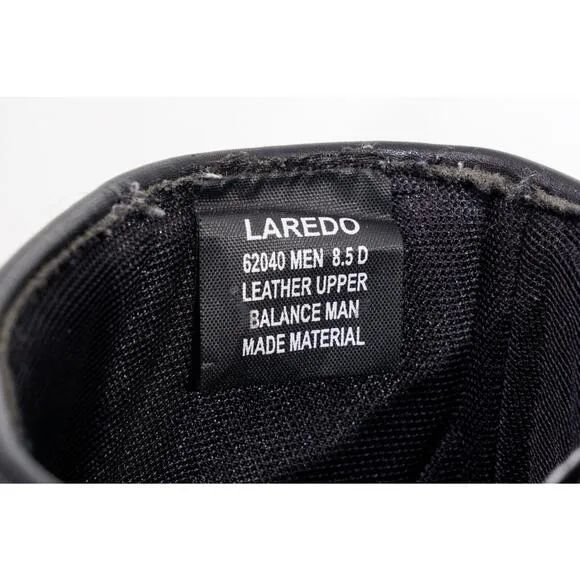 LAREDO
62040 MEN 8.5 D
LEATHER UPPER
BALANCE MAN
MADE MATERIAL